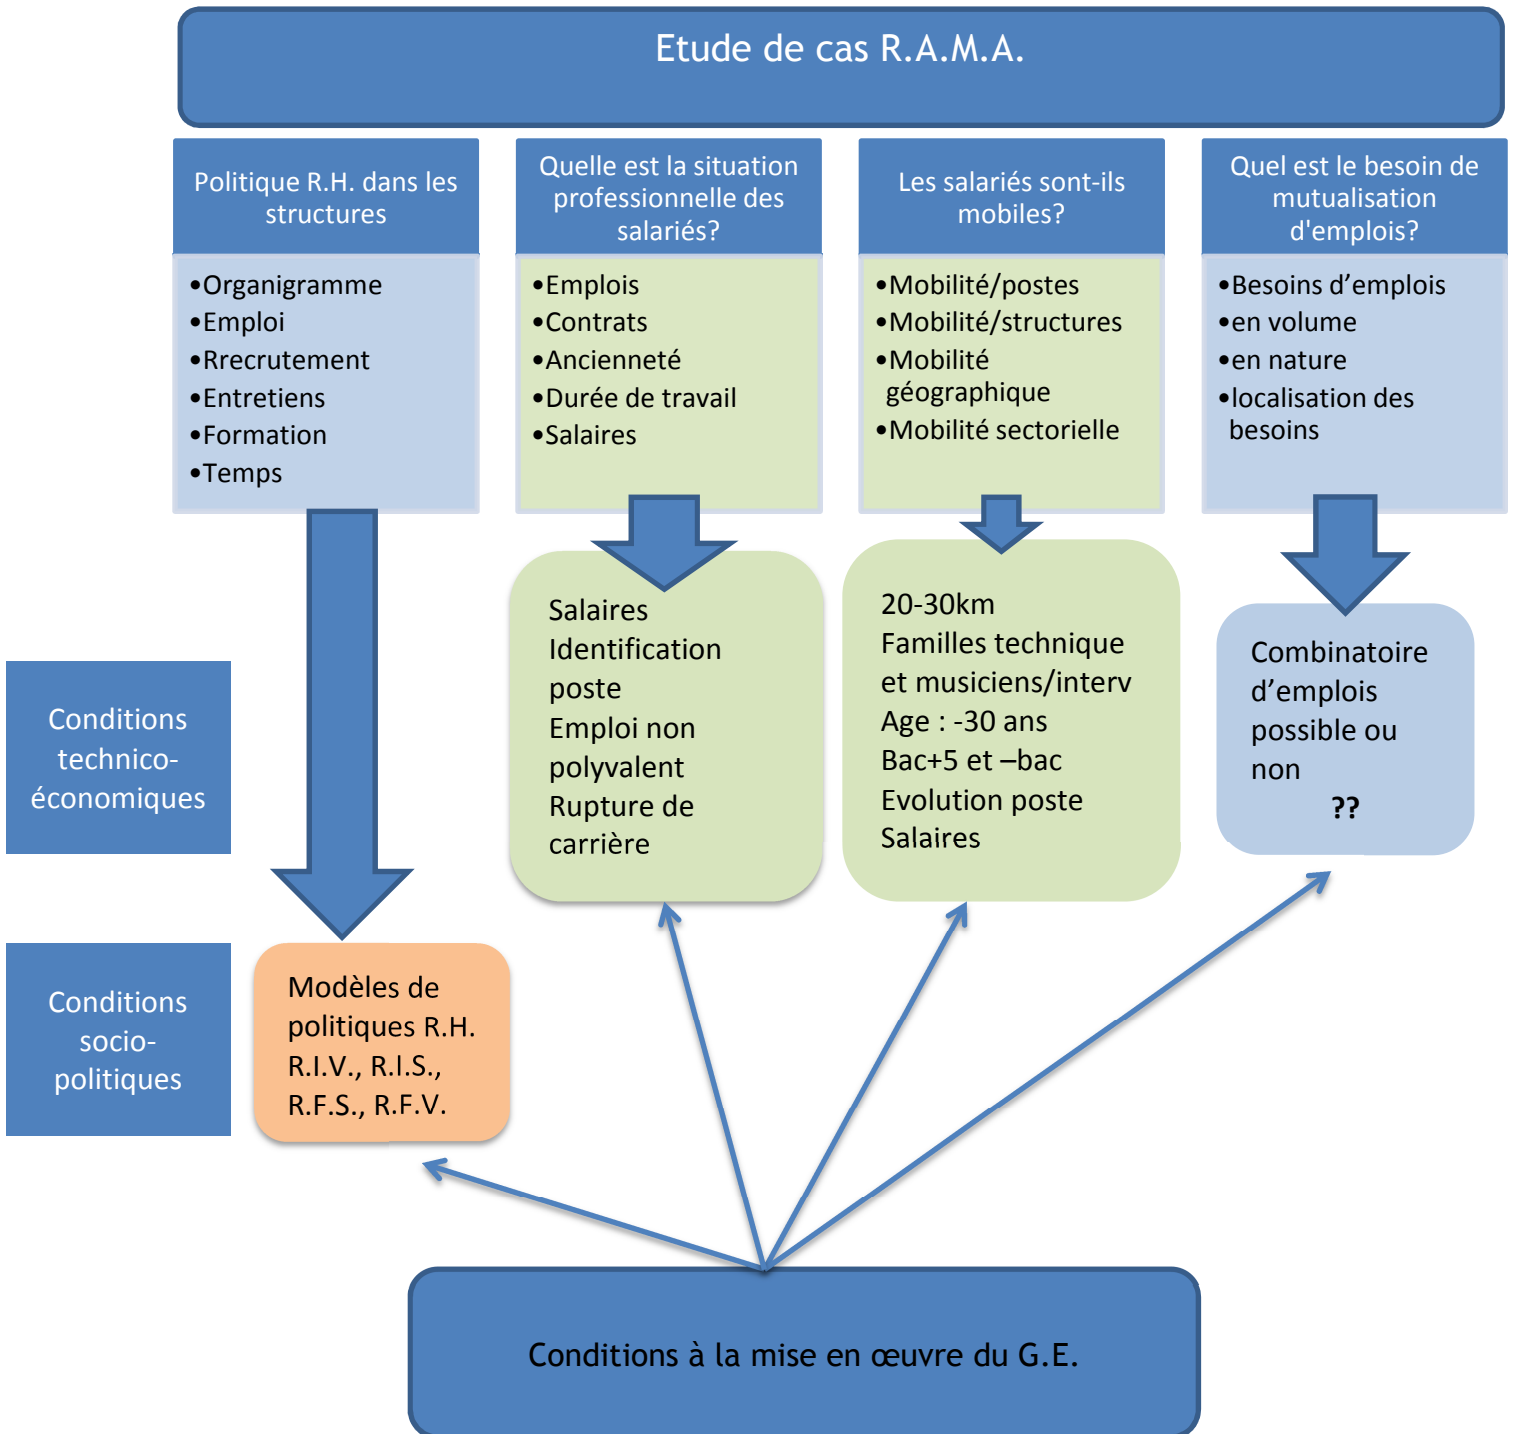 Etude de cas R.A.M.A.
Politique R.H. dans les
structures
•Organigramme
•Emploi
•Rrecrutement
•Entretiens
•Formation
•Temps
Quelle est la situation
professionnelle des
salariés?
•Emplois
•Contrats
•Ancienneté
•Durée de travail
•Salaires
Les salariés sont-ils
mobiles?
•Mobilité/postes
•Mobilité/structures
•Mobilité
géographique
•Mobilité sectorielle
Quel est le besoin de
mutualisation
d'emplois?
•Besoins d’emplois
•en volume
•en nature
•localisation des
besoins
Conditions
technico-
économiques
Salaires
Identification
poste
Emploi non
polyvalent
Rupture de
carrière
20-30km
Familles technique
et musiciens/interv
Age : -30 ans
Bac+5 et –bac
Evolution poste
Salaires
Combinatoire
d’emplois
possible ou
non
??
Conditions
socio-
politiques
Modèles de
politiques R.H.
R.I.V., R.I.S.,
R.F.S., R.F.V.
Conditions à la mise en œuvre du G.E.